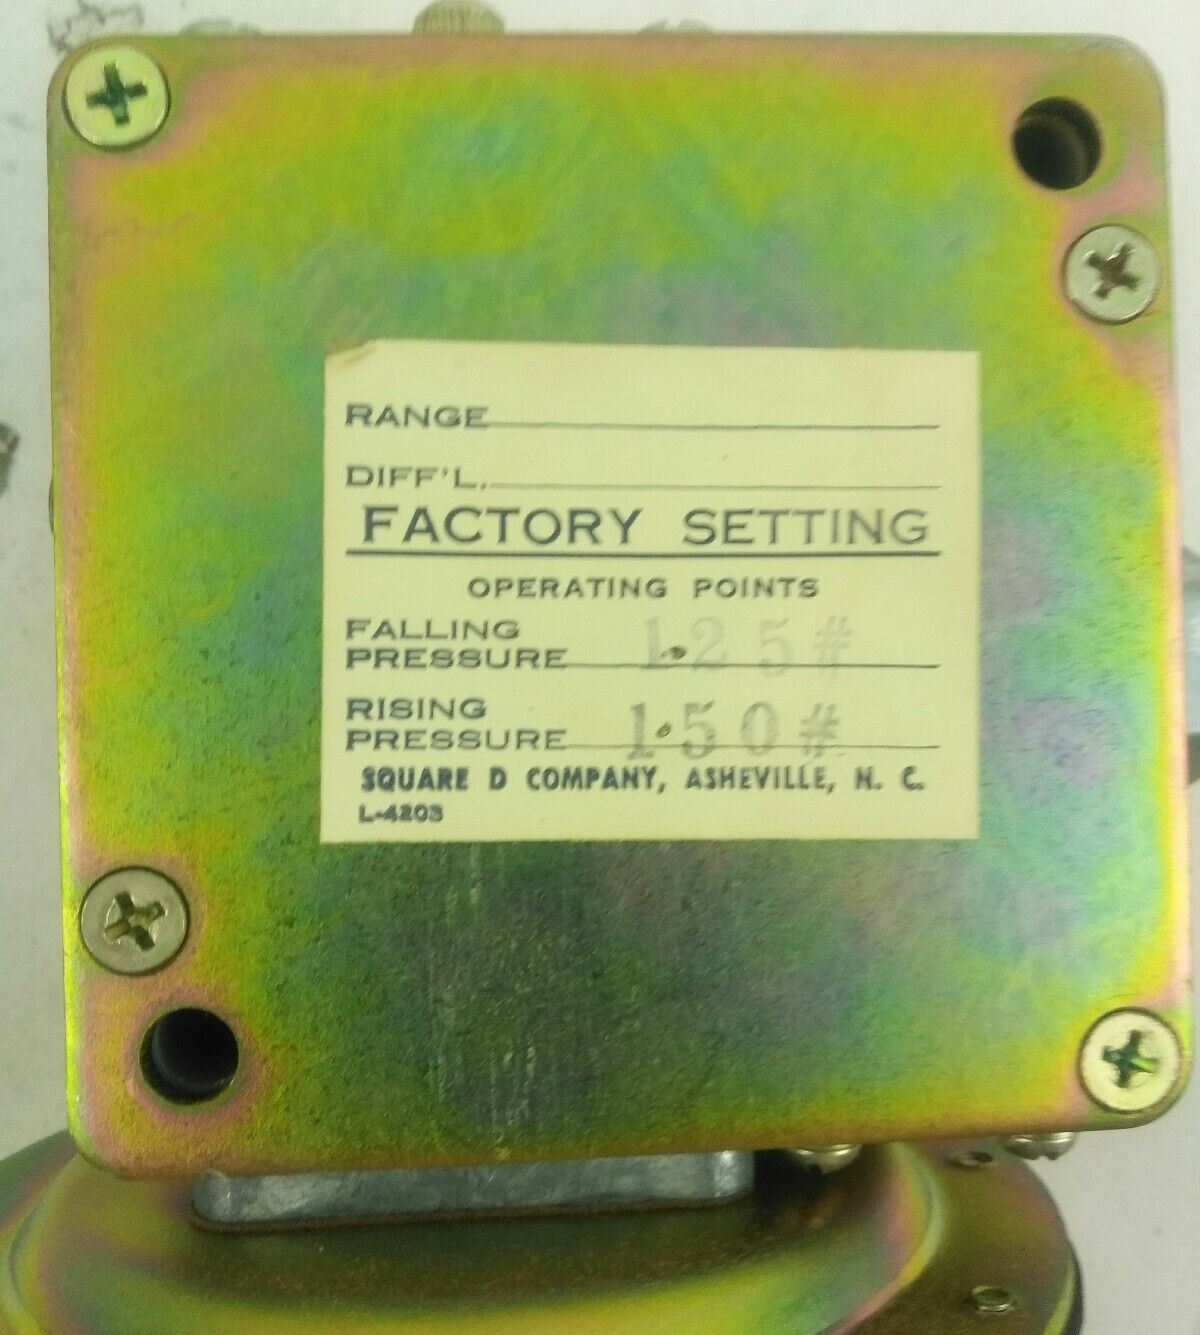 RANGE
DIFF'L.
FACTORY SETTING
OPERATING POINTS
FALLING
PRESSURE 1.25#
RISING
PRESSURE 1.50#
SQUARE D COMPANY, ASHEVILLE, N. C.
L-4203